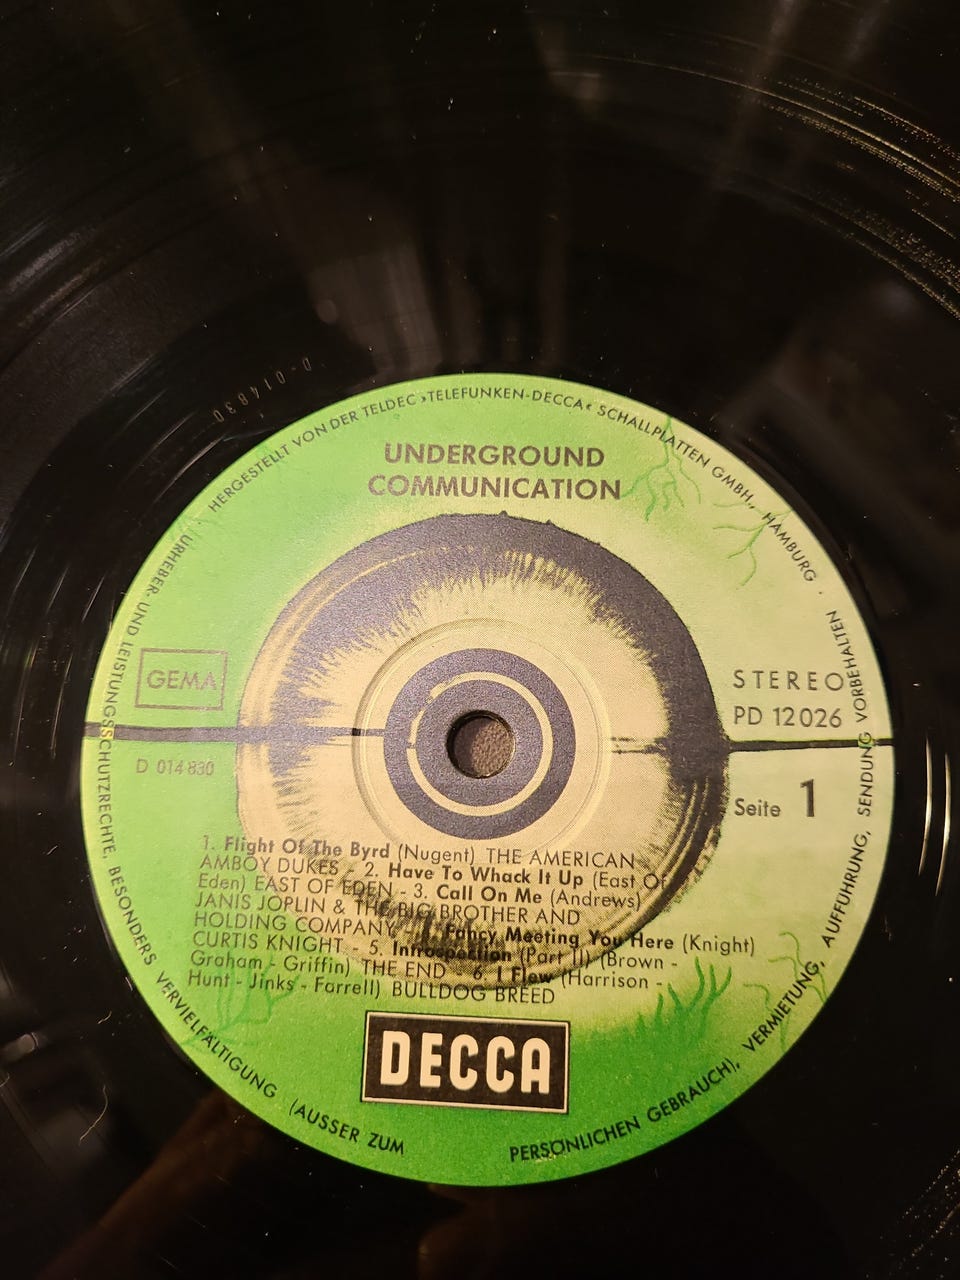 D-014830
HERGESTELLT VON DER TELDEC »TELEFUNKEN-DECCA« SCHALLPLATTEN GMBH., HAMBURG ·
URHEBER- UND LEISTUNGSSCHUTZRECHTE, BESONDERS VERVIELFÄLTIGUNG (AUSSER ZUM
PERSÖNLICHEN GEBRAUCH), VERMIETUNG, AUFFÜHRUNG, SENDUNG VORBEHALTEN
UNDERGROUND
COMMUNICATION
GEMA
STEREO
PD 12026
D 014 830
Seite 1
1. Flight Of The Byrd (Nugent) THE AMERICAN
AMBOY DUKES - 2. Have To Whack It Up (East Of
Eden) EAST OF EDEN - 3. Call On Me (Andrews)
JANIS JOPLIN & THE BIG BROTHER AND
HOLDING COMPANY - 4. Fancy Meeting You Here (Knight)
CURTIS KNIGHT - 5. Introspection (Part II) (Brown -
Graham - Griffin) THE END - 6. I Flew (Harrison -
Hunt - Jinks - Farrell) BULLDOG BREED
DECCA